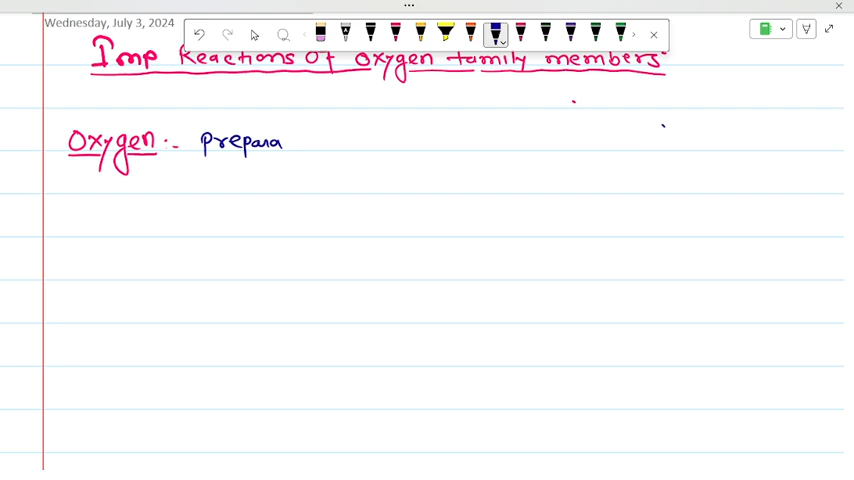 Wednesday, July 3, 2024
Imp Reactions Of Oxygen family members
Oxygen :- Prepara